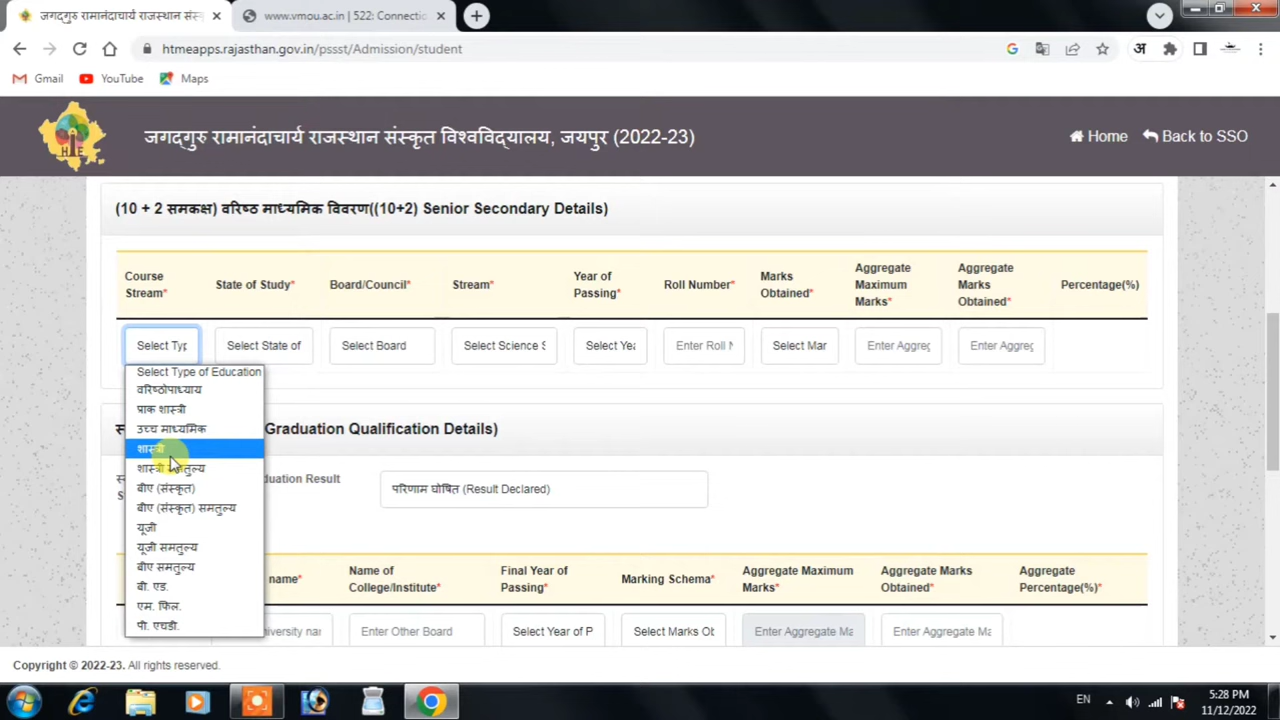 जगद्गुरु रामानंदाचार्य राजस्थान संस्
www.vmou.ac.in | 522: Connectio
htmeapps.rajasthan.gov.in/pssst/Admission/student
अ
Gmail YouTube Maps
जगद्गुरु रामानंदाचार्य राजस्थान संस्कृत विश्वविद्यालय, जयपुर (2022-23)
Home Back to SSO
(10 + 2 समकक्ष) वरिष्ठ माध्यमिक विवरण((10+2) Senior Secondary Details)
Course Stream*
State of Study*
Board/Council*
Stream*
Year of Passing*
Roll Number*
Marks Obtained*
Aggregate Maximum Marks*
Aggregate Marks Obtained*
Percentage(%)
Select Typ
Select State of
Select Board
Select Science S
Select Yea
Enter Roll N
Select Mar
Enter Aggreg
Enter Aggreg
Select Type of Education
वरिष्ठोपाध्याय
प्राक शास्त्री
उच्च माध्यमिक
शास्त्री
शास्त्री समतुल्य
बीए (संस्कृत)
बीए (संस्कृत) समतुल्य
यूजी
यूजी समतुल्य
बीए समतुल्य
बी. एड.
एम. फिल.
पी. एचडी.
Graduation Qualification Details)
duation Result
परिणाम घोषित (Result Declared)
name*
Name of College/Institute*
Final Year of Passing*
Marking Schema*
Aggregate Maximum Marks*
Aggregate Marks Obtained*
Aggregate Percentage(%)*
niversity nar
Enter Other Board
Select Year of P
Select Marks Ob
Enter Aggregate Ma
Enter Aggregate Ma
Copyright © 2022-23. All rights reserved.
EN
5:28 PM
11/12/2022